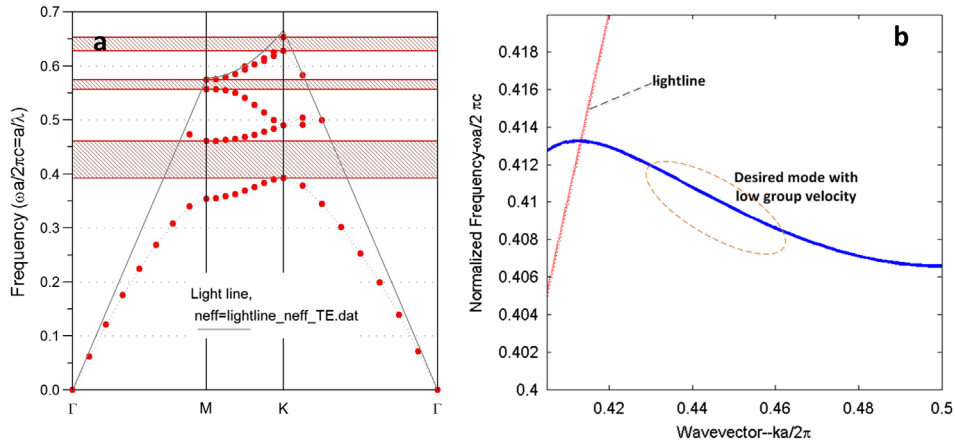 a
Frequency (ωa/2πc=a/λ)
0.7
0.6
0.5
0.4
0.3
0.2
0.1
0.0
Light line,
neff=lightline_neff_TE.dat
Γ M K Γ
b
Normalized Frequency-ωa/2 πc
0.418
0.416
0.414
0.412
0.41
0.408
0.406
0.404
0.402
0.4
lightline
Desired mode with
low group velocity
0.42 0.44 0.46 0.48 0.5
Wavevector--ka/2π